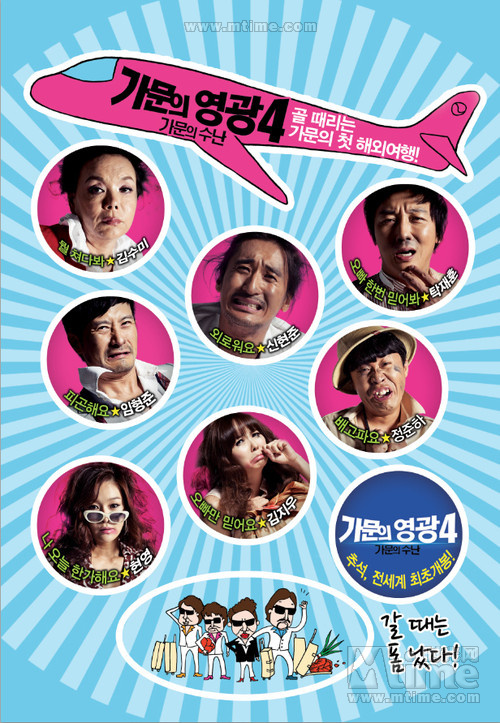 www.mtime.com
가문의 영광4
가문의 수난
골 때리는
가문의 첫 해외여행!
뭘 쳐다봐★김수미
오빠 한번 믿어봐★탁재훈
외로워요★신현준
피곤해요★임형준
배고파요★정준하
오빠만 믿어요★김지우
나 오늘 한가해요★현영
가문의 영광4
가문의 수난
추석, 전세계 최초개봉!
갈 때는
폼 났다!
Mtime
www.mtime.com